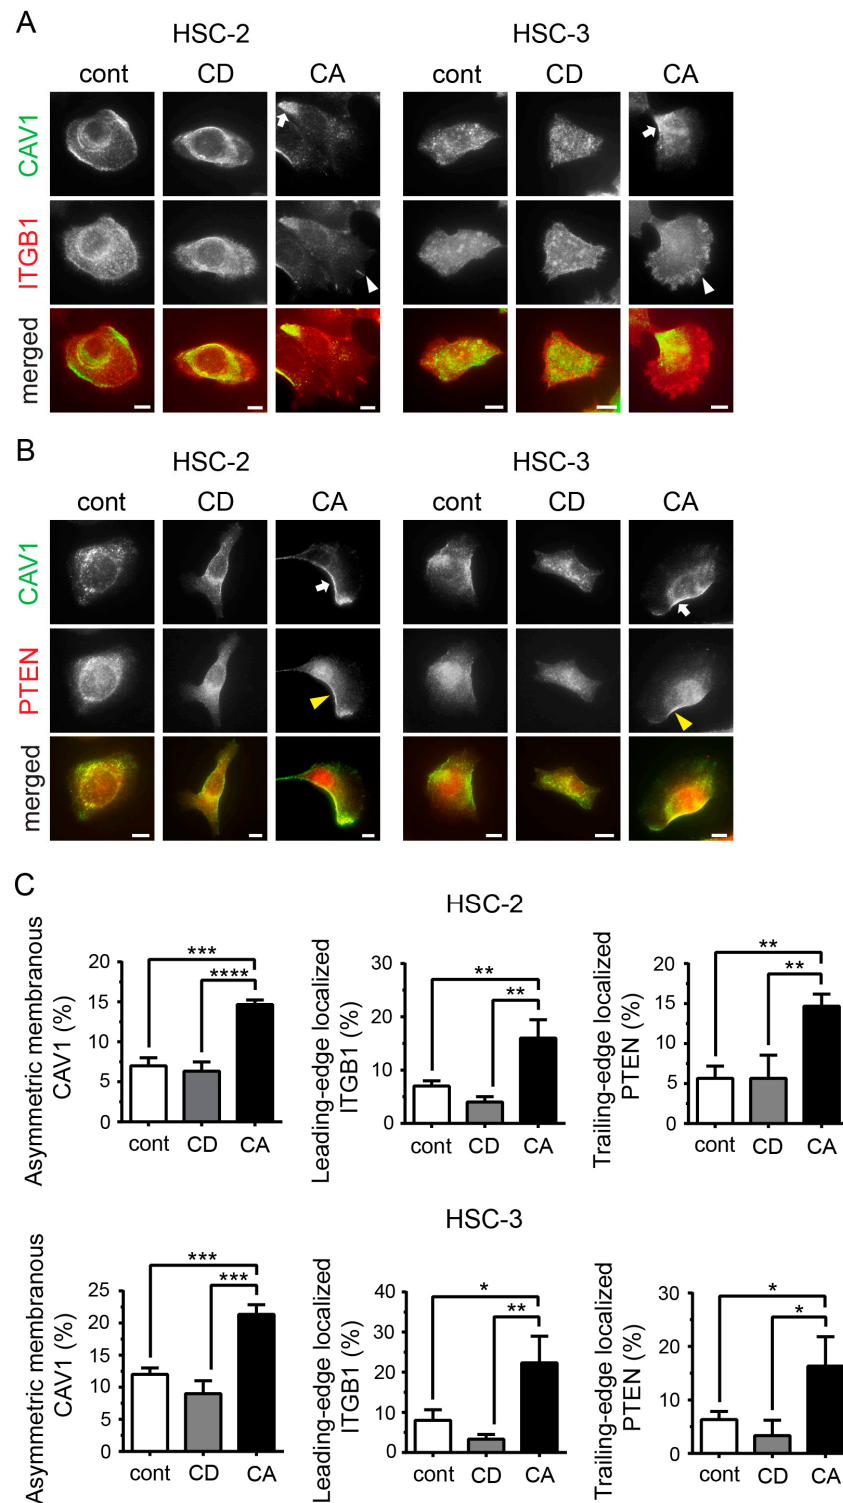 A
HSC-2 HSC-3
cont CD CA cont CD CA
CAV1
ITGB1
merged
B
HSC-2 HSC-3
cont CD CA cont CD CA
CAV1
PTEN
merged
C
HSC-2
Asymmetric membranous
CAV1 (%)
20
15
10
5
0
***
****
cont CD CA
Leading-edge localized
ITGB1 (%)
30
20
10
0
**
**
cont CD CA
Trailing-edge localized
PTEN (%)
20
15
10
5
0
**
**
cont CD CA
HSC-3
Asymmetric membranous
CAV1 (%)
25
20
15
10
5
0
***
***
cont CD CA
Leading-edge localized
ITGB1 (%)
40
30
20
10
0
*
**
cont CD CA
Trailing-edge localized
PTEN (%)
30
20
10
0
*
*
cont CD CA